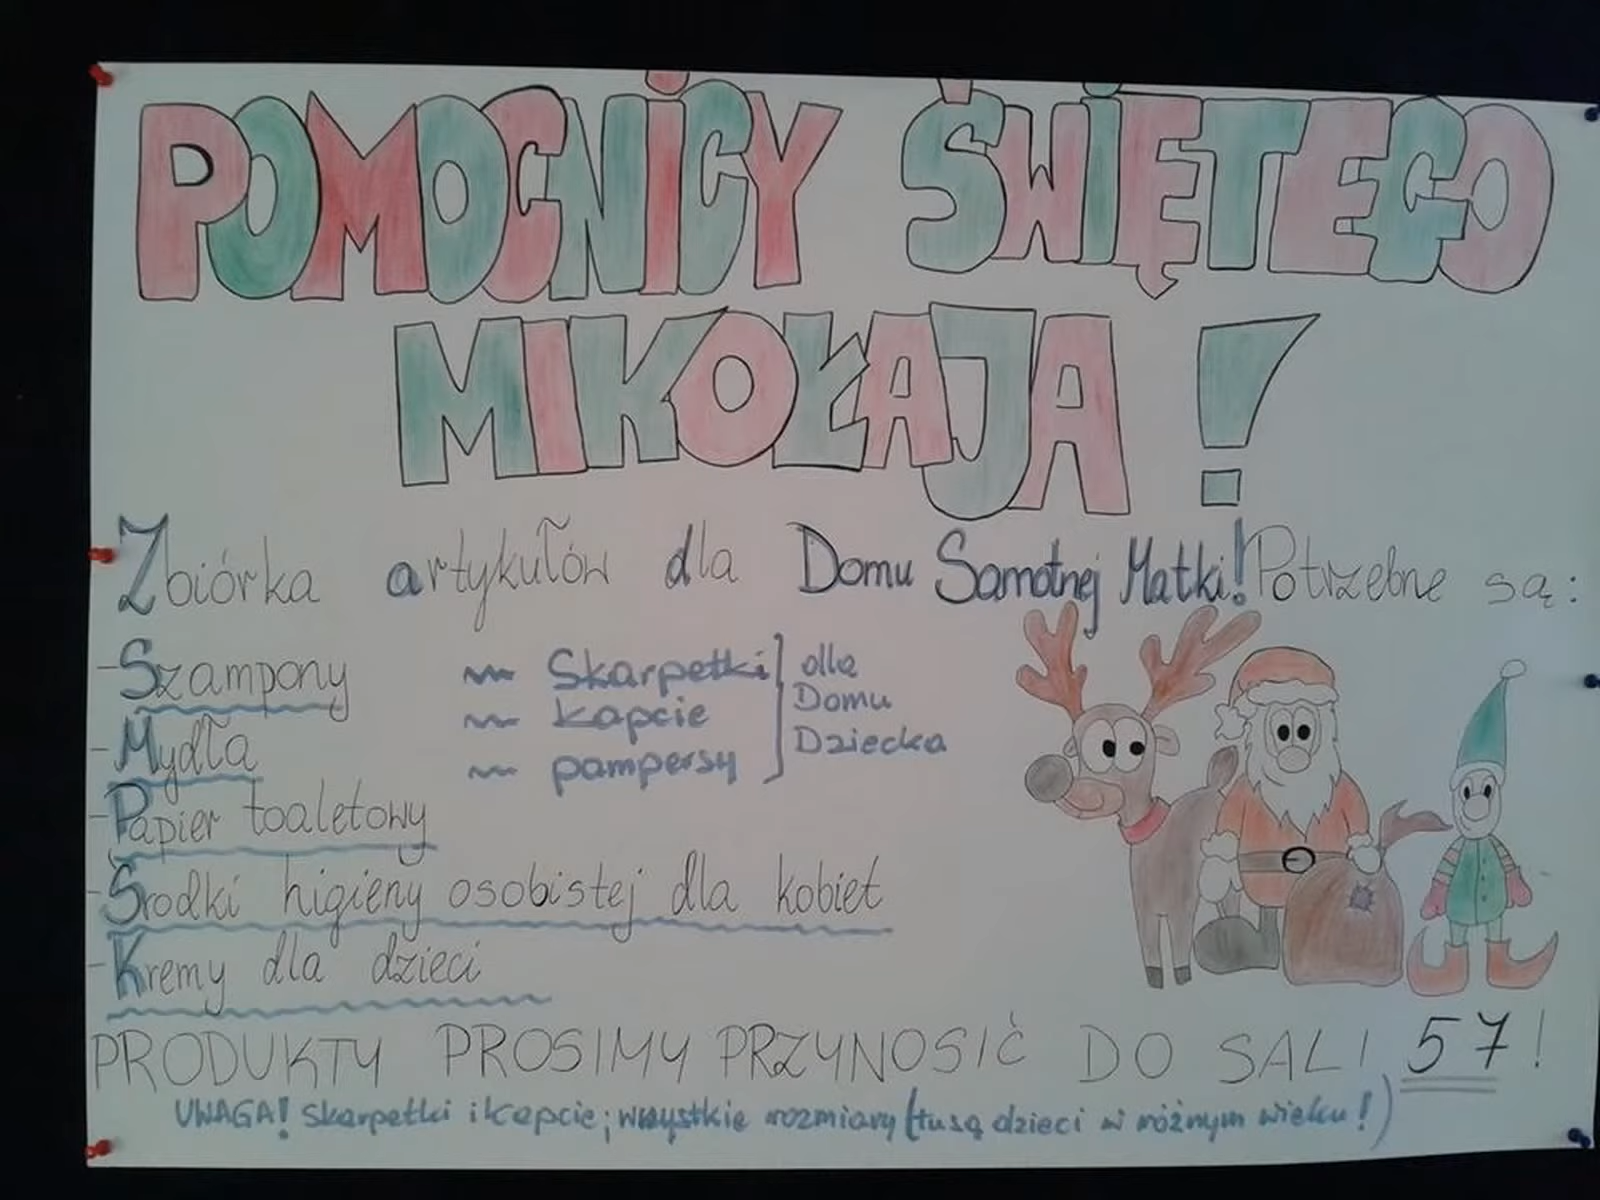 POMOCNICY ŚWIĘTEGO
MIKOŁAJA!
Zbiórka artykułów dla Domu Samotnej Matki! Potrzebne są:
- Szampony
- Mydła
- Papier toaletowy
- Środki higieny osobistej dla kobiet
- Kremy dla dzieci
~ Skarpetki
~ kapcie
~ pampersy
dla
Domu
Dziecka
PRODUKTY PROSIMY PRZYNOSIĆ DO SALI 57!
UWAGA! Skarpetki i kapcie; wszystkie rozmiary (tu są dzieci w różnym wieku!)